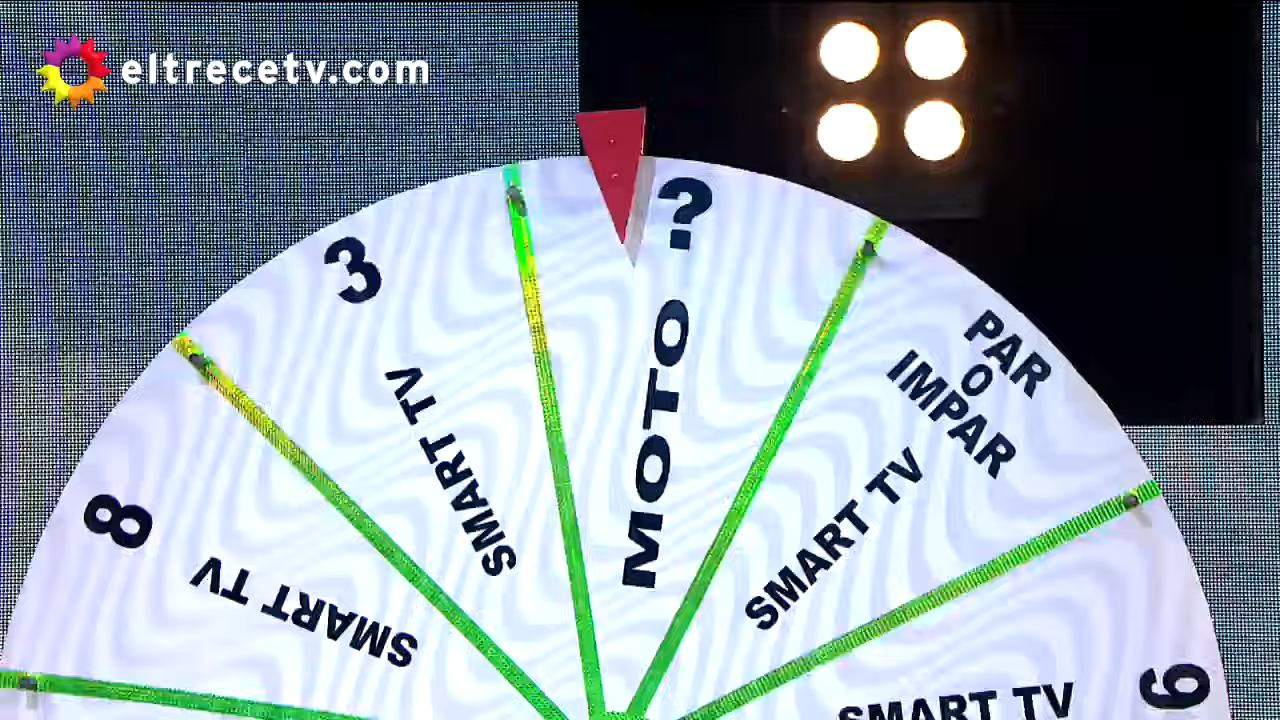 eltrecetv.com
3
SMART TV
8
SMART TV
MOTO ¿?
PAR
O
IMPAR
SMART TV
9
SMART TV